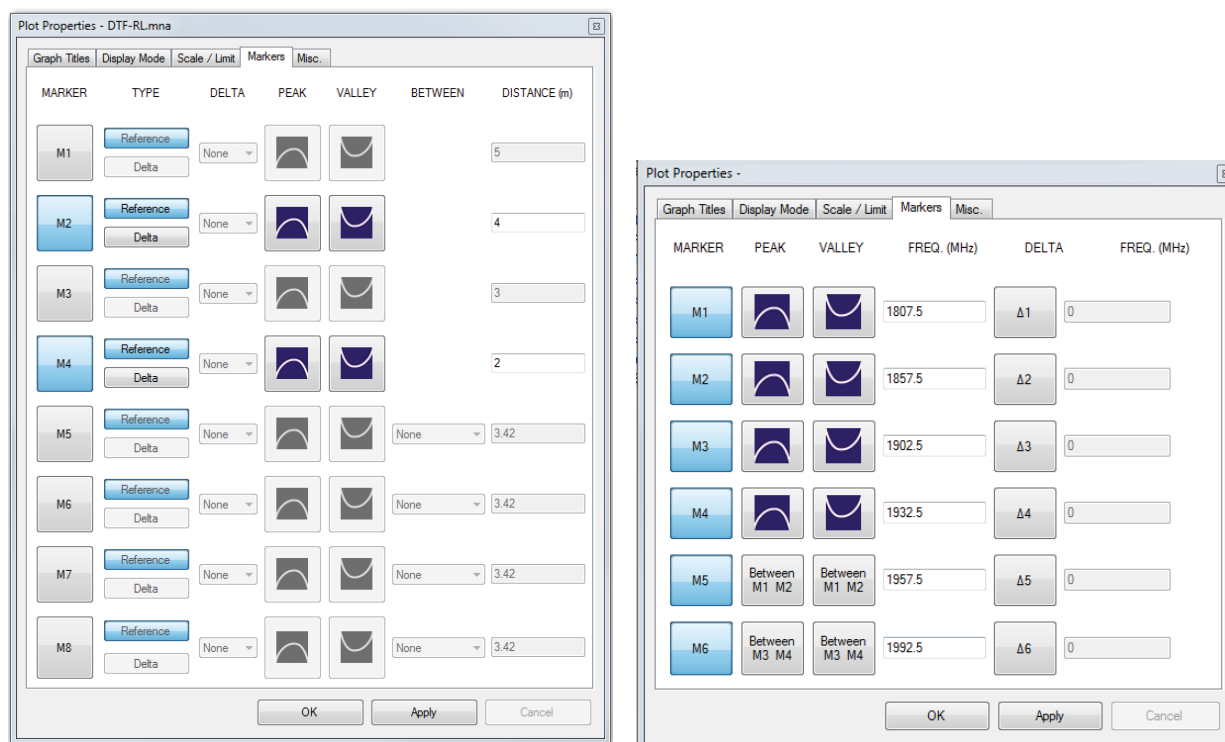 Plot Properties - DTF-RL.mna
Graph Titles Display Mode Scale / Limit Markers Misc.
MARKER TYPE DELTA PEAK VALLEY BETWEEN DISTANCE (m)
M1 Reference Delta None 5
M2 Reference Delta None 4
M3 Reference Delta None 3
M4 Reference Delta None 2
M5 Reference Delta None None 3.42
M6 Reference Delta None None 3.42
M7 Reference Delta None None 3.42
M8 Reference Delta None None 3.42
OK Apply Cancel
Plot Properties -
Graph Titles Display Mode Scale / Limit Markers Misc.
MARKER PEAK VALLEY FREQ. (MHz) DELTA FREQ. (MHz)
M1 1807.5 Δ1 0
M2 1857.5 Δ2 0
M3 1902.5 Δ3 0
M4 1932.5 Δ4 0
M5 Between M1 M2 Between M1 M2 1957.5 Δ5 0
M6 Between M3 M4 Between M3 M4 1992.5 Δ6 0
OK Apply Cancel